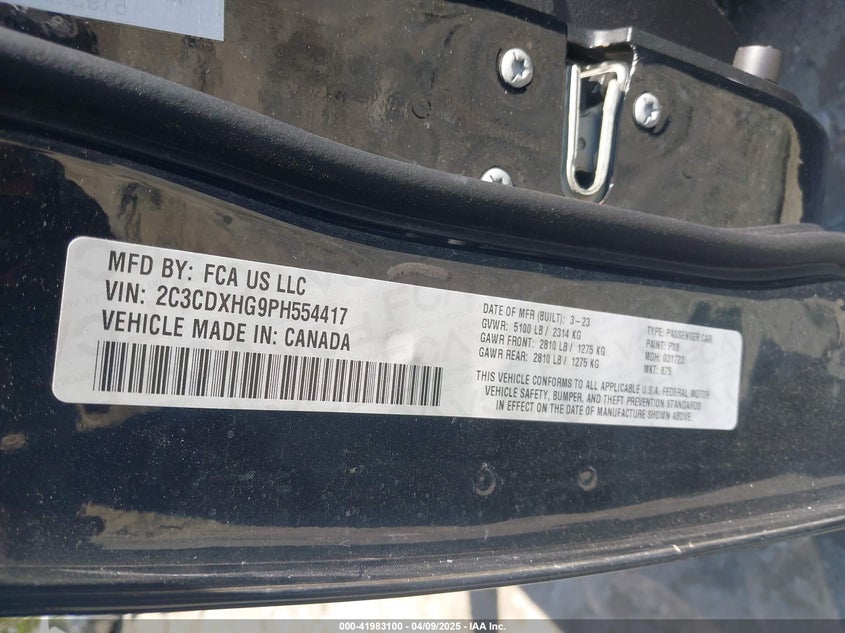 MFD BY: FCA US LLC
VIN: 2C3CDXHG9PH554417
VEHICLE MADE IN: CANADA
DATE OF MFR (BUILT): 3-23
GVWR: 5100 LB / 2314 KG
GAWR FRONT: 2810 LB / 1275 KG
GAWR REAR: 2810 LB / 1275 KG
TYPE: PASSENGER CAR
PAINT: PX8
MDH: 031723
MKT: 875
THIS VEHICLE CONFORMS TO ALL APPLICABLE U.S.A. FEDERAL MOTOR
VEHICLE SAFETY, BUMPER, AND THEFT PREVENTION STANDARDS
IN EFFECT ON THE DATE OF MANUFACTURE SHOWN ABOVE.
000-41983100 - 04/09/2025 - IAA Inc.